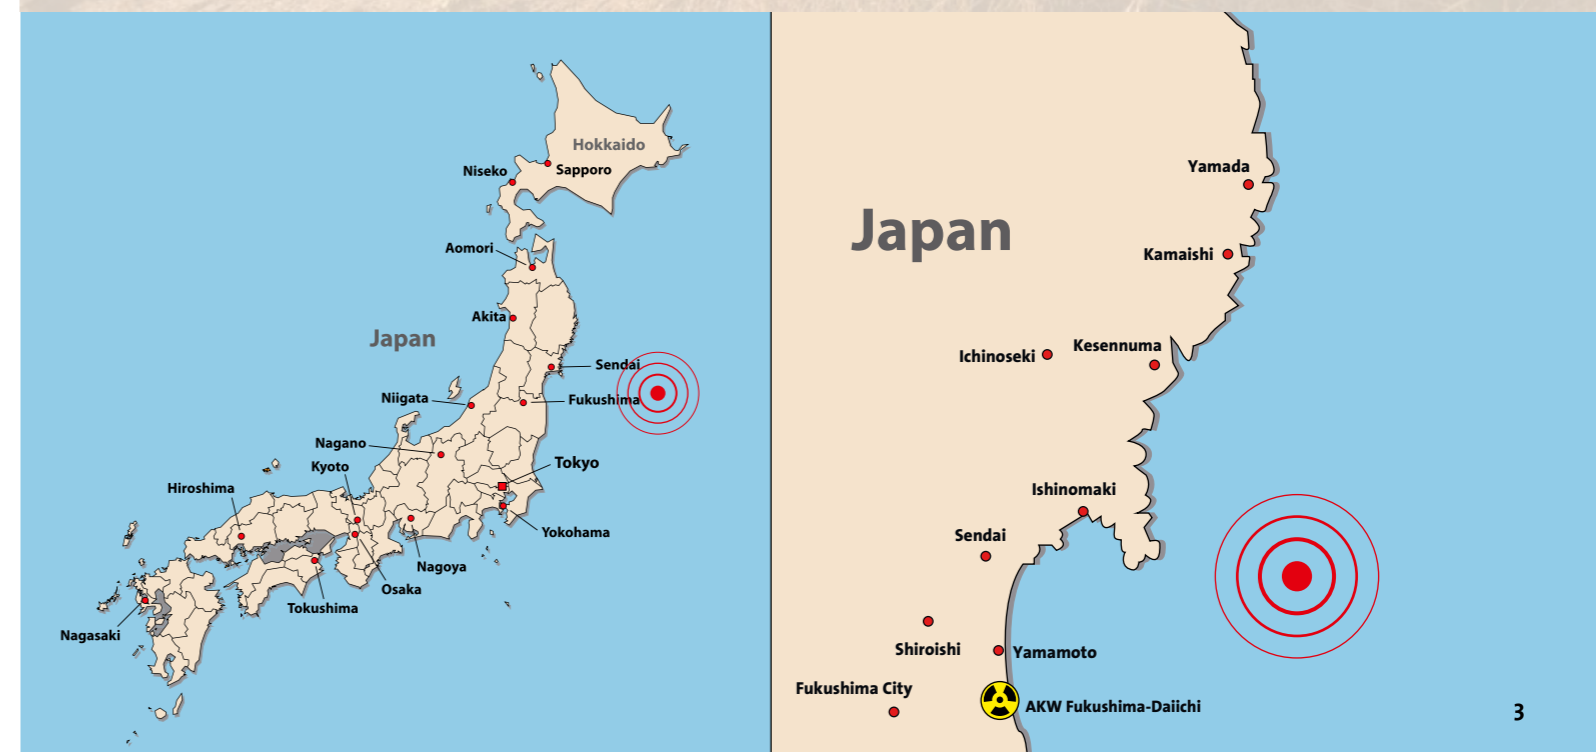 Hokkaido
Niseko
Sapporo
Aomori
Akita
Japan
Sendai
Niigata
Fukushima
Nagano
Kyoto
Tokyo
Hiroshima
Yokohama
Nagoya
Osaka
Tokushima
Nagasaki
Yamada
Japan
Kamaishi
Kesennuma
Ichinoseki
Ishinomaki
Sendai
Shiroishi
Yamamoto
Fukushima City
AKW Fukushima-Daiichi
3